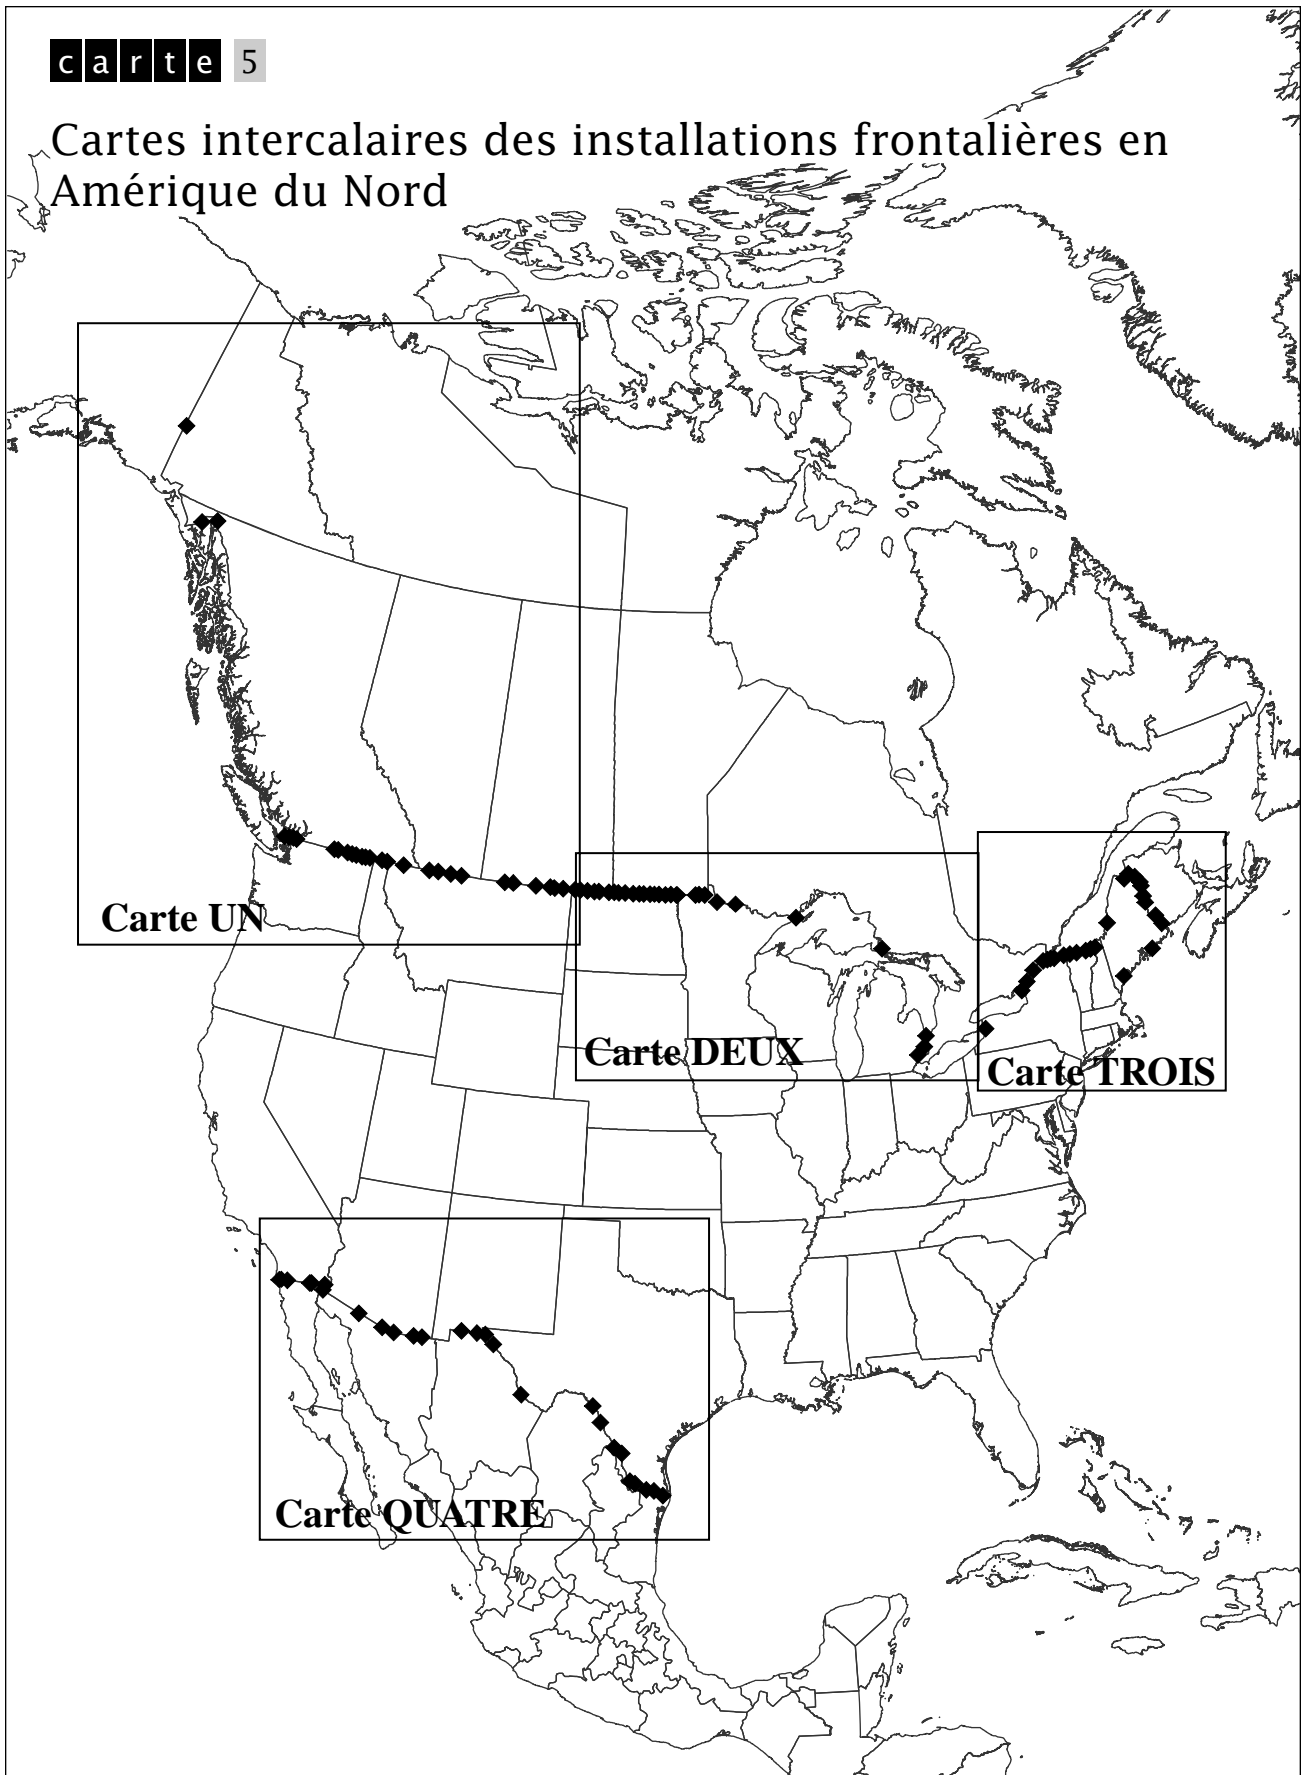 carte 5
Cartes intercalaires des installations frontalières en
Amérique du Nord
Carte UN
Carte DEUX
Carte TROIS
Carte QUATRE